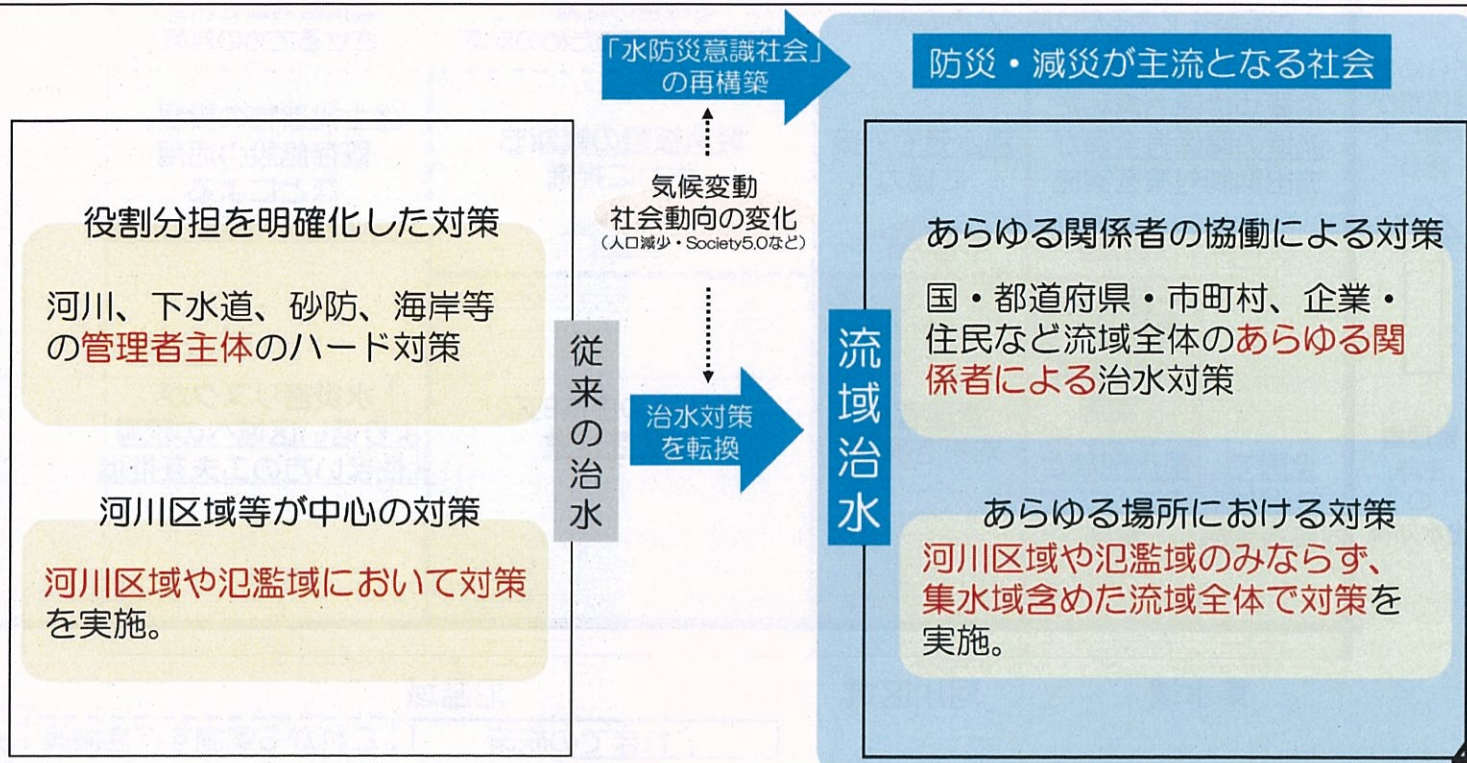 「水防災意識社会」
の再構築
防災・減災が主流となる社会
気候変動
社会動向の変化
(人口減少・Society5.0など)
役割分担を明確化した対策
河川、下水道、砂防、海岸等
の管理者主体のハード対策
河川区域等が中心の対策
河川区域や氾濫域において対策
を実施。
従来の治水
治水対策
を転換
流域治水
あらゆる関係者の協働による対策
国・都道府県・市町村、企業・
住民など流域全体のあらゆる関
係者による治水対策
あらゆる場所における対策
河川区域や氾濫域のみならず、
集水域含めた流域全体で対策を
実施。